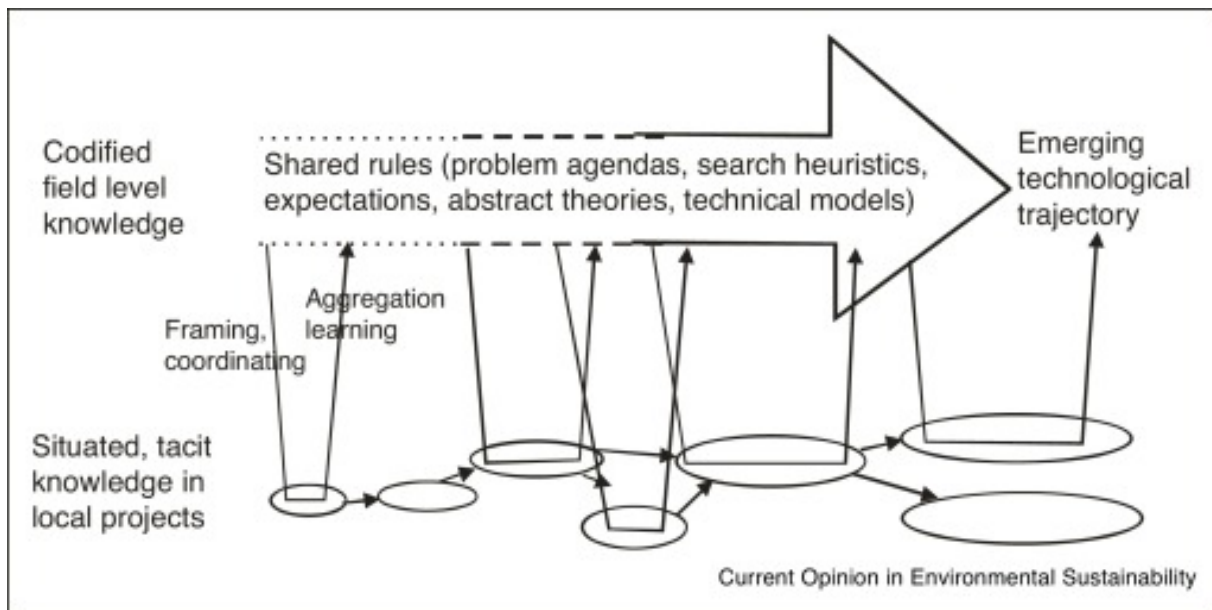 Codified
field level
knowledge
Shared rules (problem agendas, search heuristics,
expectations, abstract theories, technical models)
Emerging
technological
trajectory
Aggregation
learning
Framing,
coordinating
Situated, tacit
knowledge in
local projects
Current Opinion in Environmental Sustainability